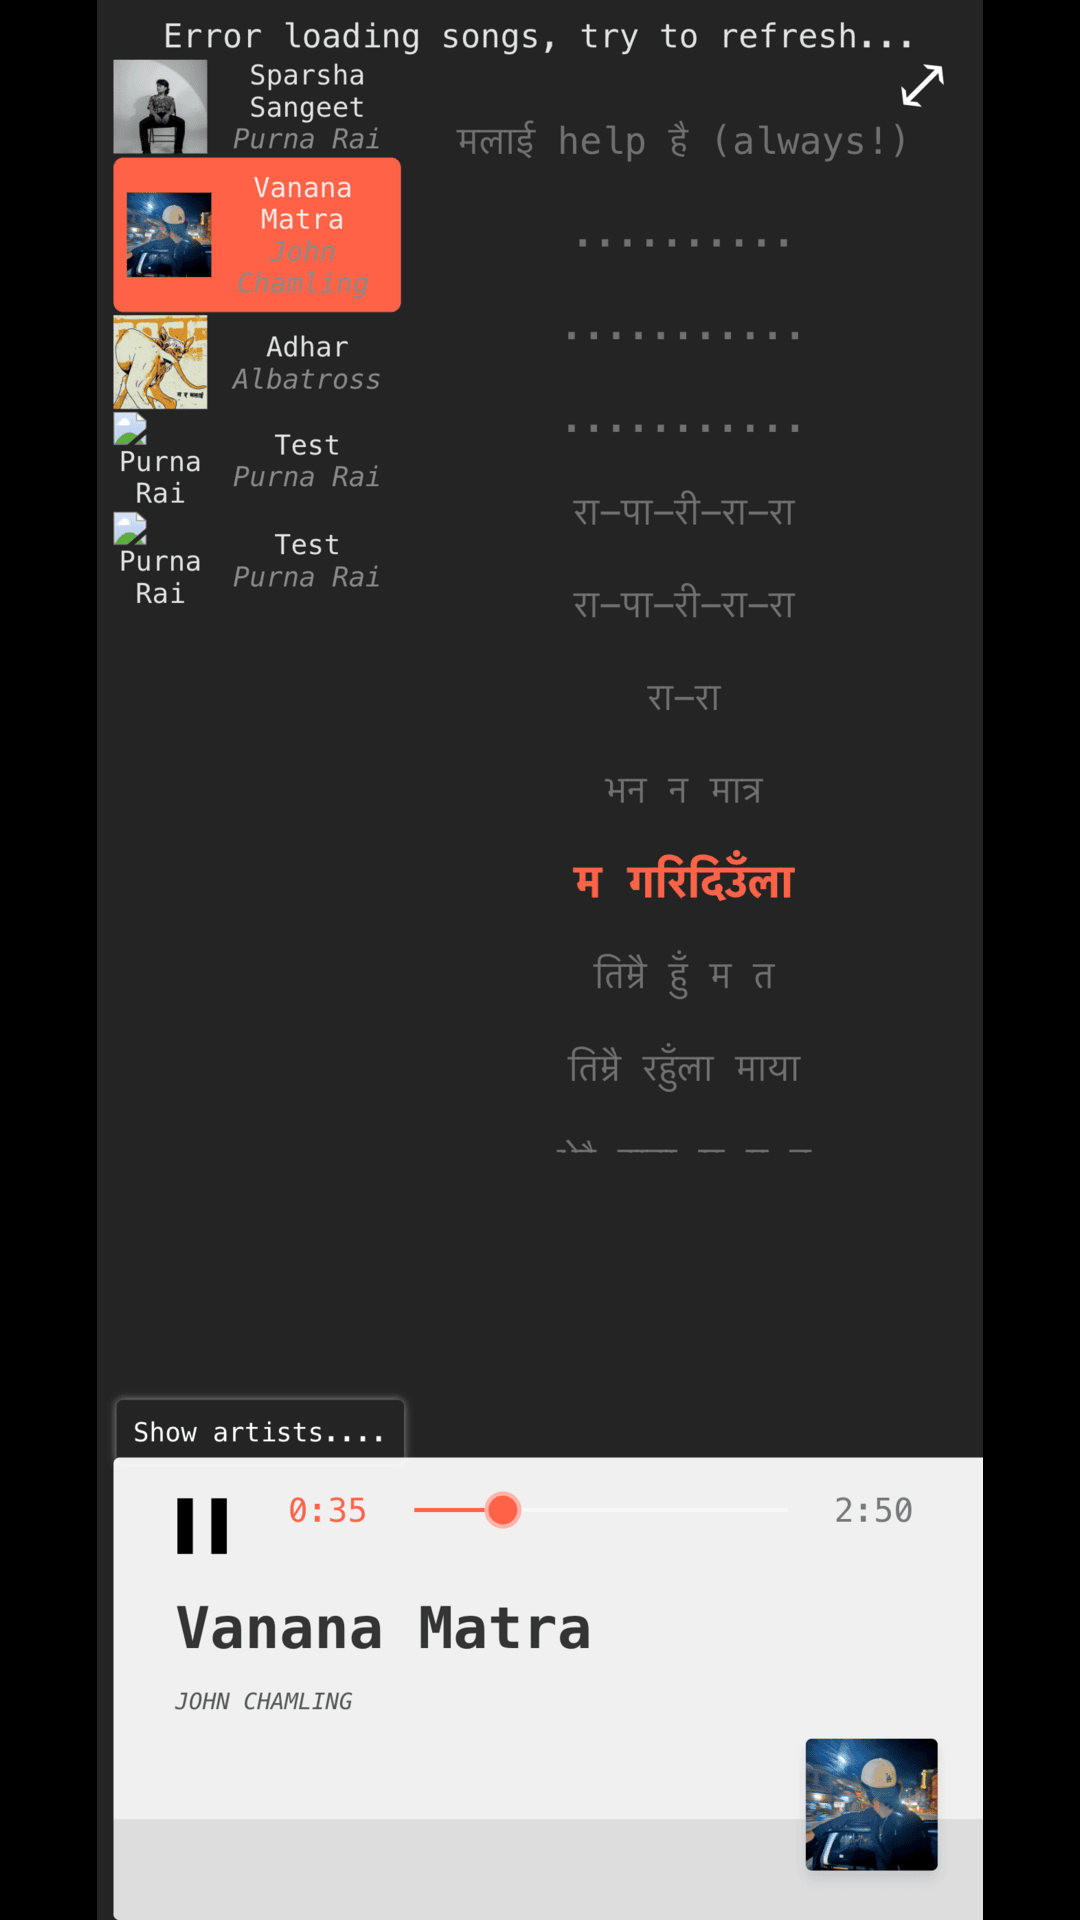 Error loading songs, try to refresh...
Sparsha
Sangeet
Purna Rai
Vanana
Matra
John
Chamling
Adhar
Albatross
Purna
Rai
Test
Purna Rai
Purna
Rai
Test
Purna Rai
मलाई help है (always!)
..........
...........
...........
रा–पा–री–रा–रा
रा–पा–री–रा–रा
रा–रा
भन न मात्र
म गरिदिउँला
तिम्रै हुँ म त
तिम्रै रहुँला माया
Show artists....
0:35
2:50
Vanana Matra
JOHN CHAMLING